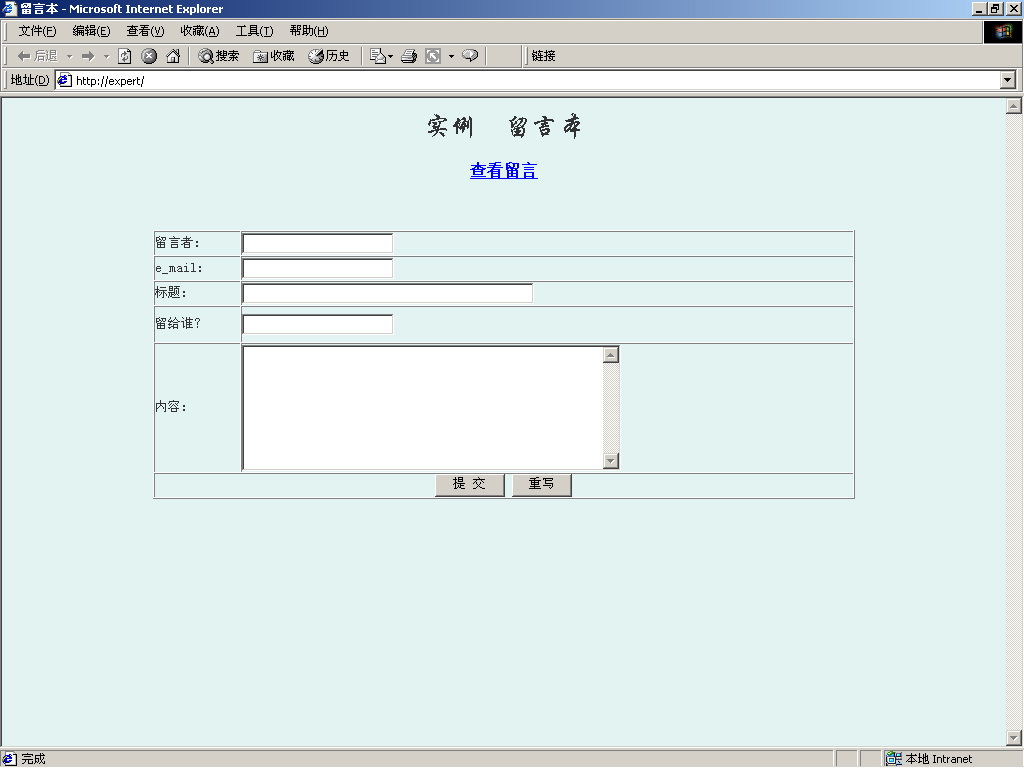 留言本 - Microsoft Internet Explorer
文件(F) 编辑(E) 查看(V) 收藏(A) 工具(T) 帮助(H)
后退 搜索 收藏 历史 链接
地址(D) http://expert/
实例 留言本
查看留言
留言者:
e_mail:
标题:
留给谁?
内容:
提 交 重写
完成 本地 Intranet